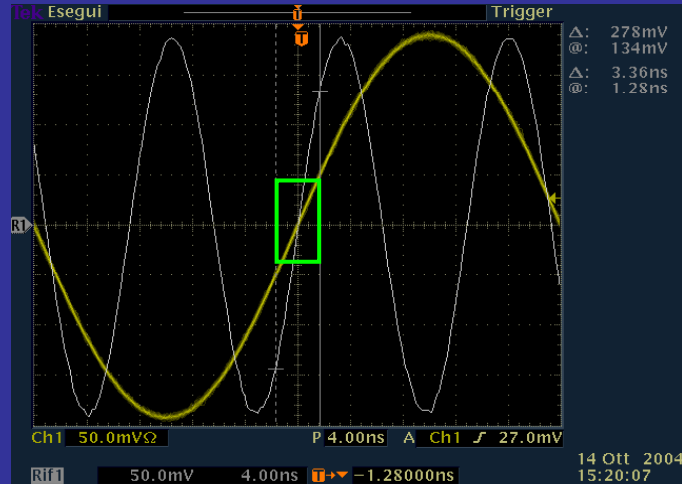 Tek Esegui Trigger
T
Δ: 278mV
@: 134mV
Δ: 3.36ns
@: 1.28ns
R1
Ch1 50.0mVΩ P 4.00ns A Ch1 ʃ 27.0mV
14 Ott 2004
15:20:07
Rif1 50.0mV 4.00ns T→▼ −1.28000ns